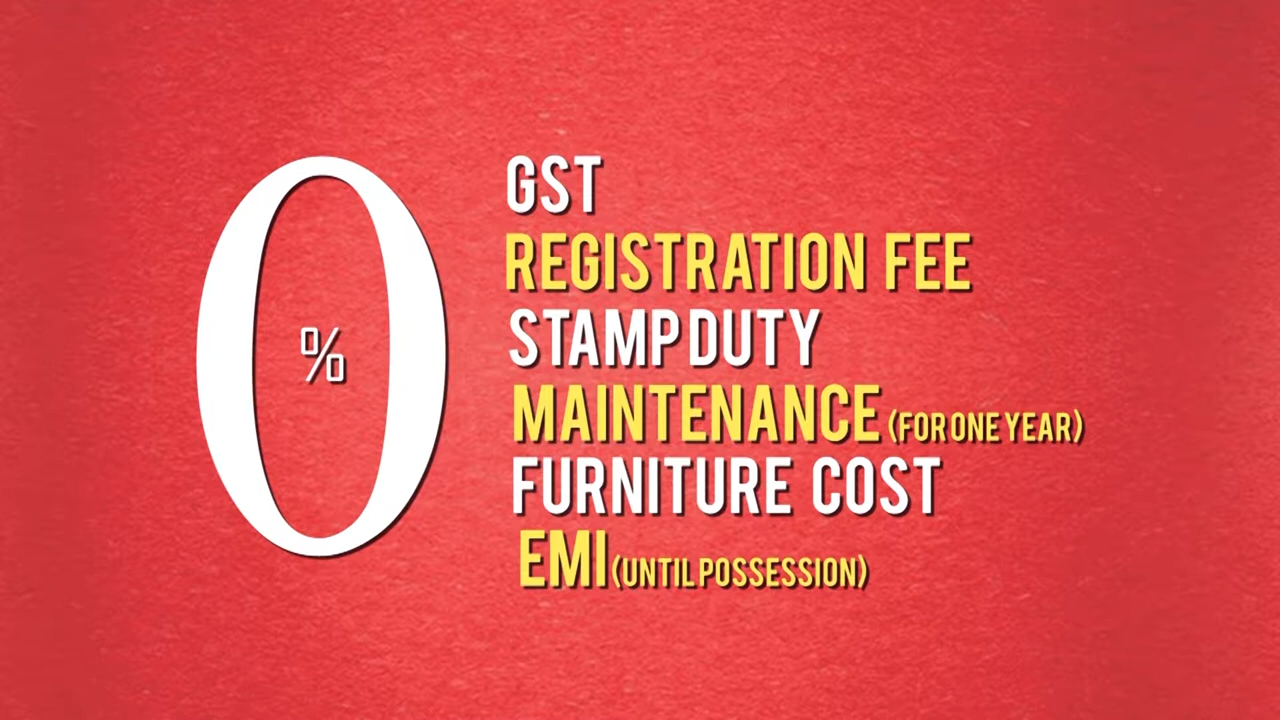 0
%
GST
REGISTRATION FEE
STAMP DUTY
MAINTENANCE (FOR ONE YEAR)
FURNITURE COST
EMI (UNTIL POSSESSION)